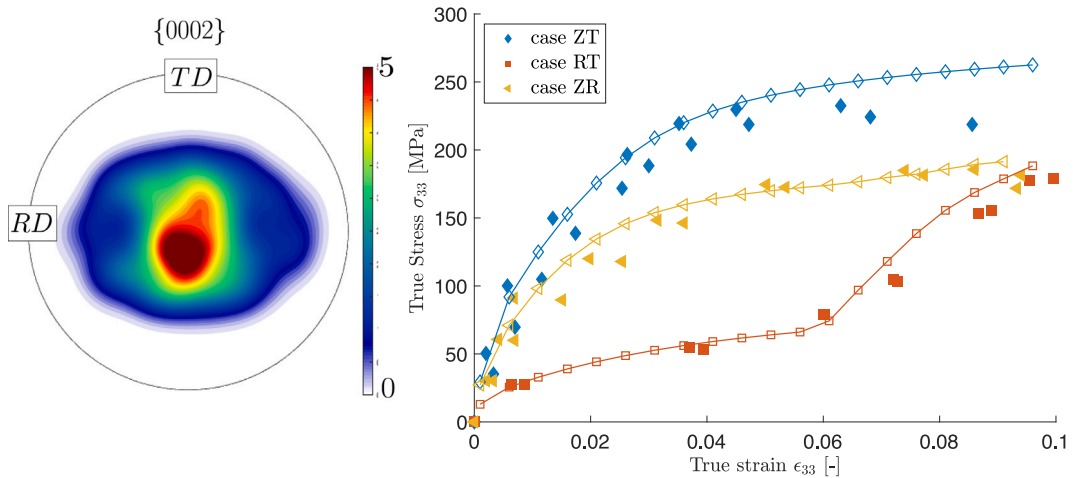 {0002}
TD
RD
5
0
case ZT
case RT
case ZR
300
250
200
150
100
50
0
True Stress σ₃₃ [MPa]
0
0.02
0.04
0.06
0.08
0.1
True strain ϵ₃₃ [-]